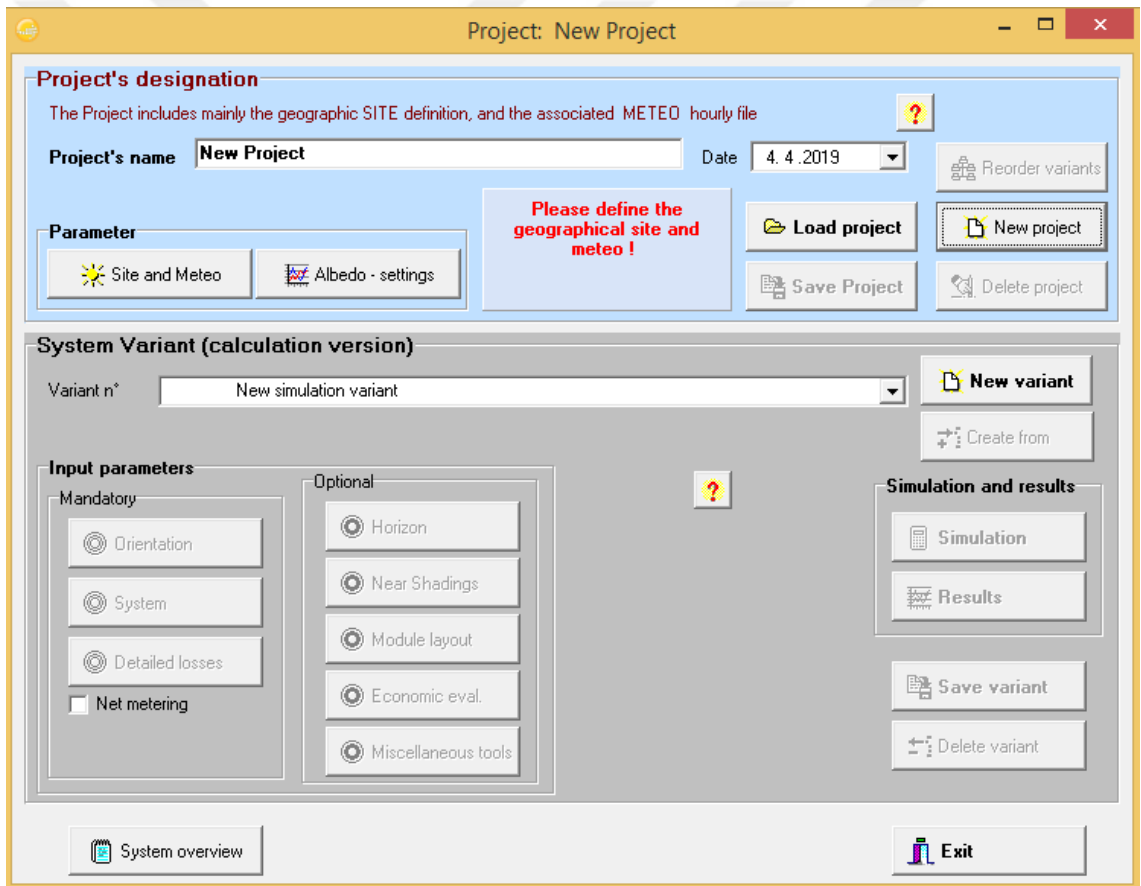 Project: New Project
Project's designation
The Project includes mainly the geographic SITE definition, and the associated METEO hourly file
?
Project's name New Project Date 4. 4 .2019
Reorder variants
Please define the
geographical site and
meteo !
Load project
New project
Parameter
Site and Meteo
Albedo - settings
Save Project
Delete project
System Variant (calculation version)
Variant n° New simulation variant
New variant
Create from
Input parameters
Mandatory
Orientation
System
Detailed losses
Net metering
Optional
Horizon
Near Shadings
Module layout
Economic eval.
Miscellaneous tools
?
Simulation and results
Simulation
Results
Save variant
Delete variant
System overview
Exit